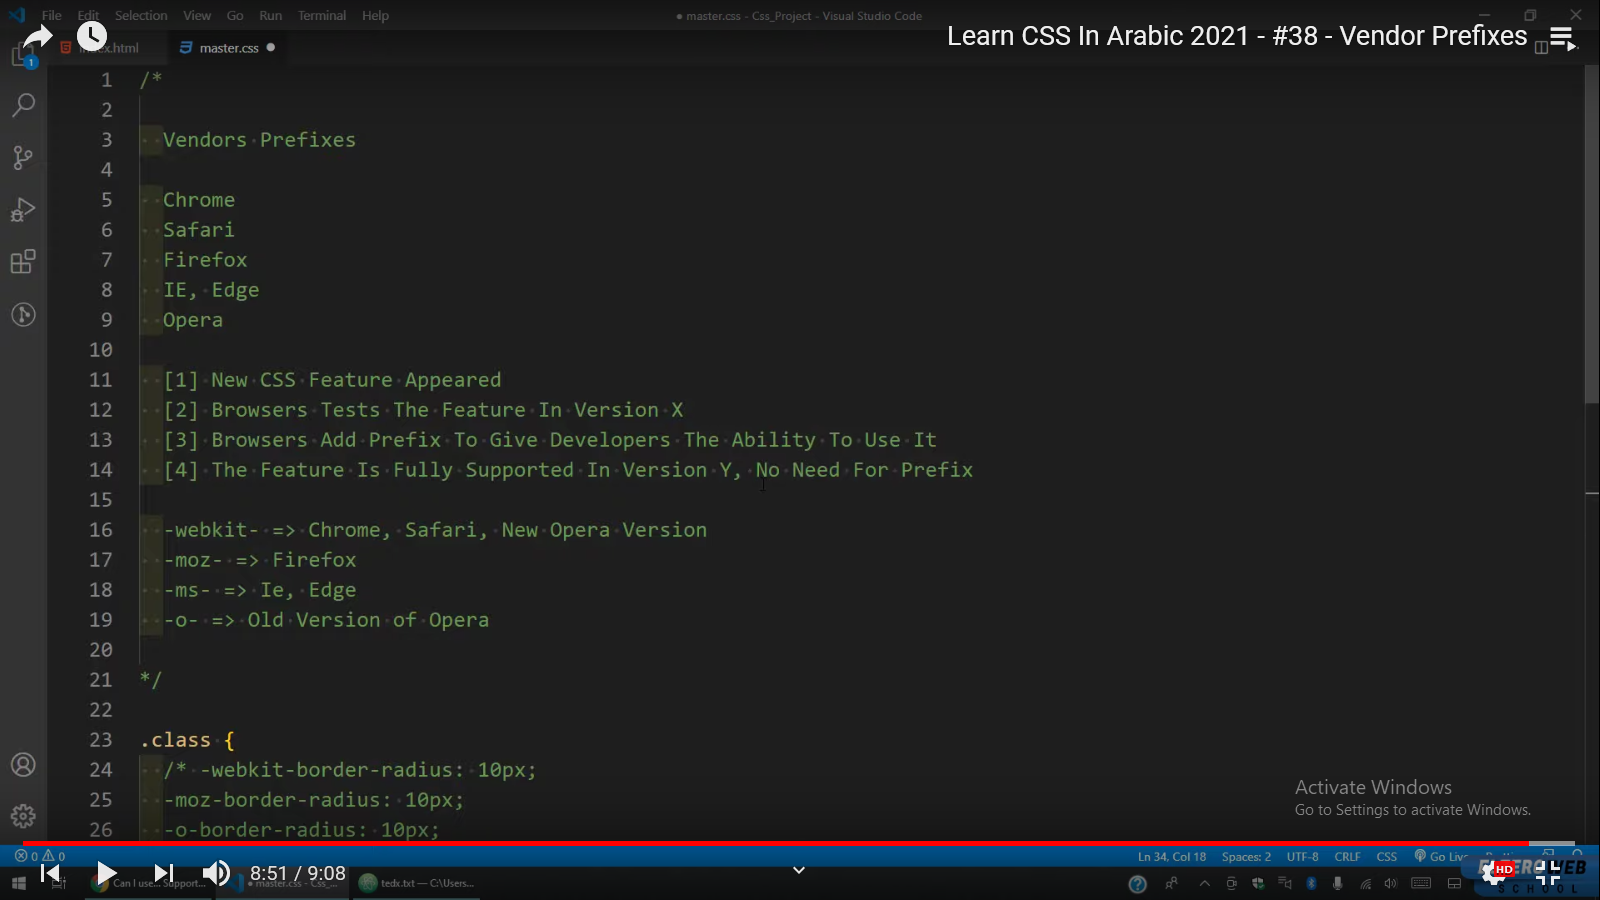 File Edit Selection View Go Run Terminal Help
● master.css - Css_Project - Visual Studio Code
Learn CSS In Arabic 2021 - #38 - Vendor Prefixes
index.html
master.css ●
1 /*
2
3 Vendors Prefixes
4
5 Chrome
6 Safari
7 Firefox
8 IE, Edge
9 Opera
10
11 [1] New CSS Feature Appeared
12 [2] Browsers Tests The Feature In Version X
13 [3] Browsers Add Prefix To Give Developers The Ability To Use It
14 [4] The Feature Is Fully Supported In Version Y, No Need For Prefix
15
16 -webkit- => Chrome, Safari, New Opera Version
17 -moz- => Firefox
18 -ms- => Ie, Edge
19 -o- => Old Version of Opera
20
21 */
22
23 .class {
24 /* -webkit-border-radius: 10px;
25 -moz-border-radius: 10px;
26 -o-border-radius: 10px;
1
Activate Windows
Go to Settings to activate Windows.
0 0
Ln 34, Col 18 Spaces: 2 UTF-8 CRLF CSS Go Live
8:51 / 9:08
Can I use... Support...
● master.css - Css_...
tedx.txt — C:\Users...
HD
WEB
SCHOOL